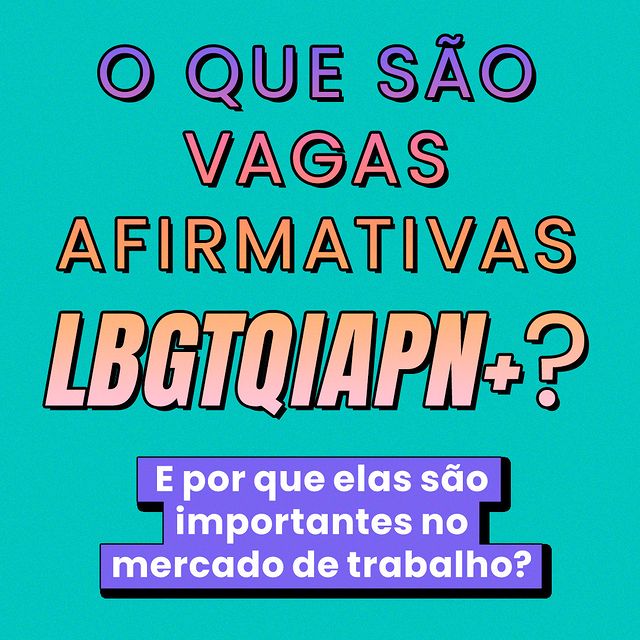 O QUE SÃO
VAGAS
AFIRMATIVAS
LBGTQIAPN+?
E por que elas são
importantes no
mercado de trabalho?